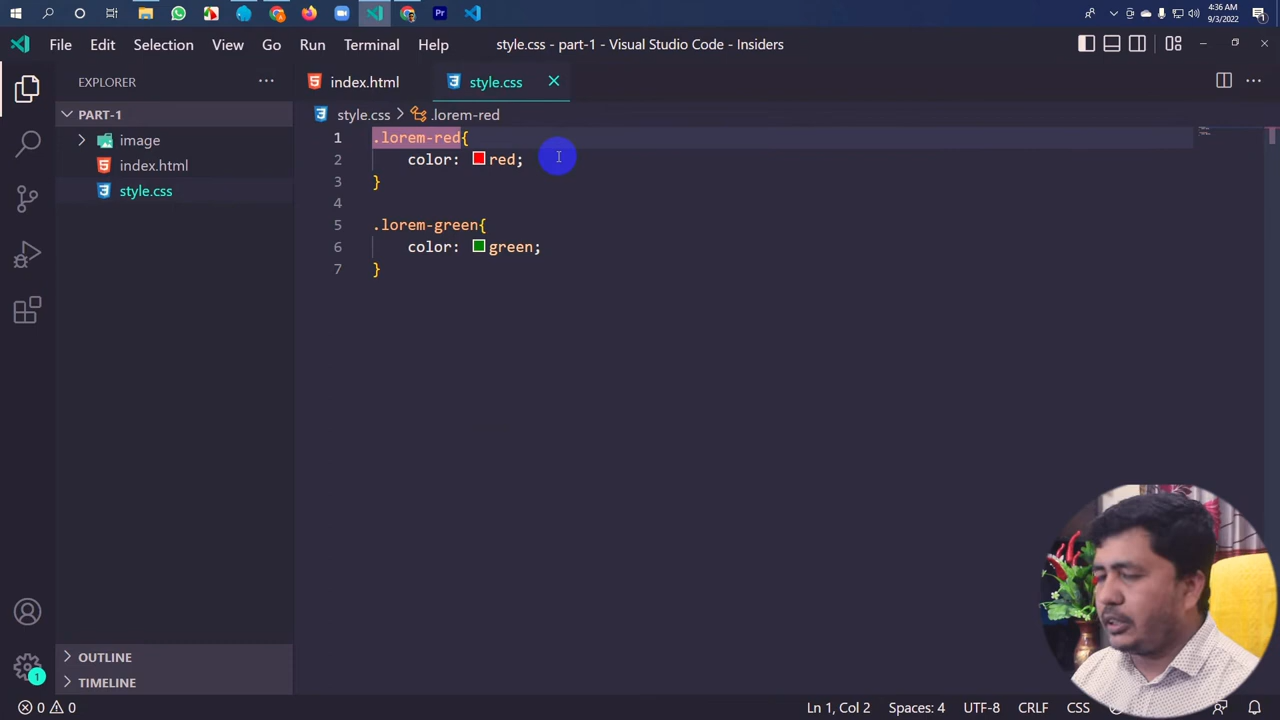 4:36 AM
9/3/2022
1
File Edit Selection View Go Run Terminal Help
style.css - part-1 - Visual Studio Code - Insiders
EXPLORER
index.html
style.css
PART-1
style.css > .lorem-red
image
index.html
style.css
1 .lorem-red{
2 color: red;
3 }
4
5 .lorem-green{
6 color: green;
7 }
1
OUTLINE
TIMELINE
0 0
Ln 1, Col 2 Spaces: 4 UTF-8 CRLF CSS